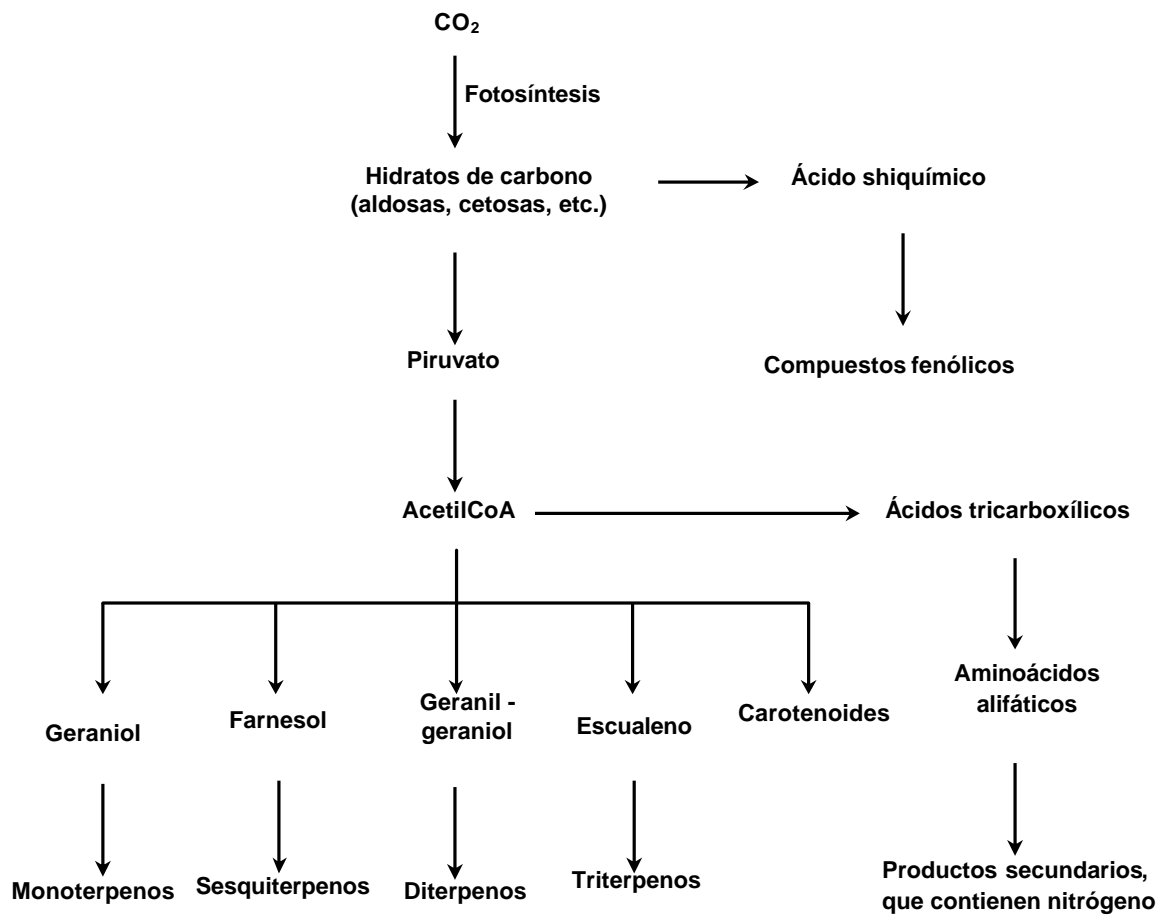 CO₂
Fotosíntesis
Hidratos de carbono
(aldosas, cetosas, etc.)
Ácido shiquímico
Piruvato
Compuestos fenólicos
AcetilCoA
Ácidos tricarboxílicos
Geraniol
Farnesol
Geranil -
geraniol
Escualeno
Carotenoides
Aminoácidos
alifáticos
Monoterpenos
Sesquiterpenos
Diterpenos
Triterpenos
Productos secundarios,
que contienen nitrógeno